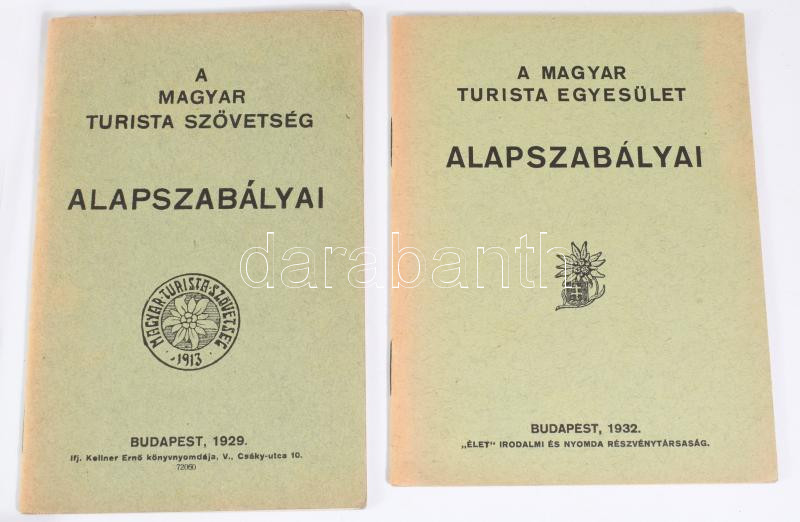 A
MAGYAR
TURISTA SZÖVETSÉG
ALAPSZABÁLYAI
MAGYAR·TURISTA·SZÖVETSÉG
·1913·
BUDAPEST, 1929.
Ifj. Kellner Ernő könyvnyomdája, V., Csáky-utca 10.
72060
A MAGYAR
TURISTA EGYESÜLET
ALAPSZABÁLYAI
BUDAPEST, 1932.
„ÉLET“ IRODALMI ÉS NYOMDA RÉSZVÉNYTÁRSASÁG.
darabanth